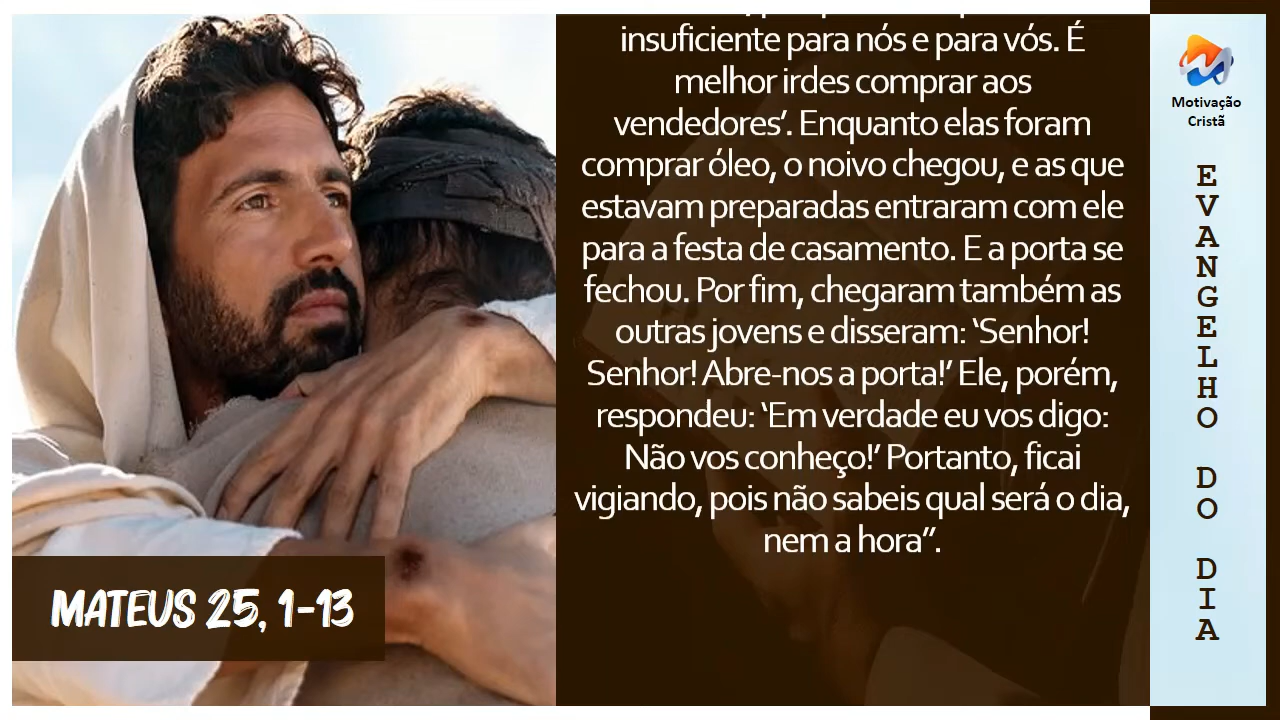 insuficiente para nós e para vós. É
melhor irdes comprar aos
vendedores’. Enquanto elas foram
comprar óleo, o noivo chegou, e as que
estavam preparadas entraram com ele
para a festa de casamento. E a porta se
fechou. Por fim, chegaram também as
outras jovens e disseram: ‘Senhor!
Senhor! Abre-nos a porta!’ Ele, porém,
respondeu: ‘Em verdade eu vos digo:
Não vos conheço!’ Portanto, ficai
vigiando, pois não sabeis qual será o dia,
nem a hora”.
MATEUS 25, 1-13
Motivação
Cristã
EVANGELHO DO DIA